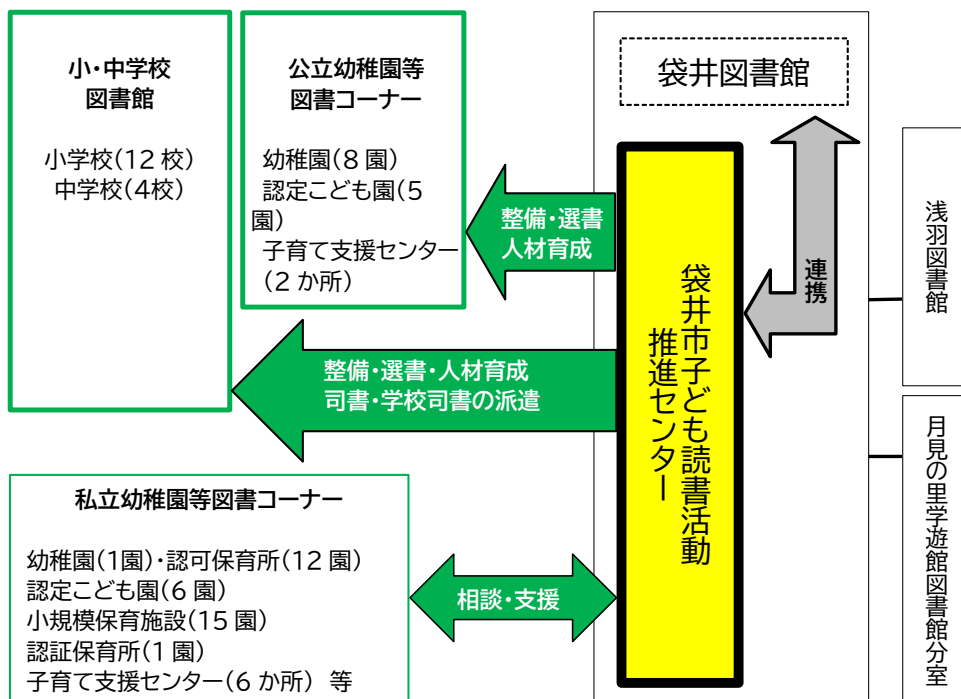 小・中学校
図書館
小学校(12 校)
中学校(4校)
公立幼稚園等
図書コーナー
幼稚園(8 園)
認定こども園(5
園)
子育て支援センター
(2 か所)
整備・選書
人材育成
整備・選書・人材育成
司書・学校司書の派遣
私立幼稚園等図書コーナー
幼稚園(1園)・認可保育所(12 園)
認定こども園(6 園)
小規模保育施設(15 園)
認証保育所(1 園)
子育て支援センター(6 か所) 等
相談・支援
袋井図書館
連携
袋井市子ども読書活動
推進センター
浅羽図書館
月見の里学遊館図書館分室